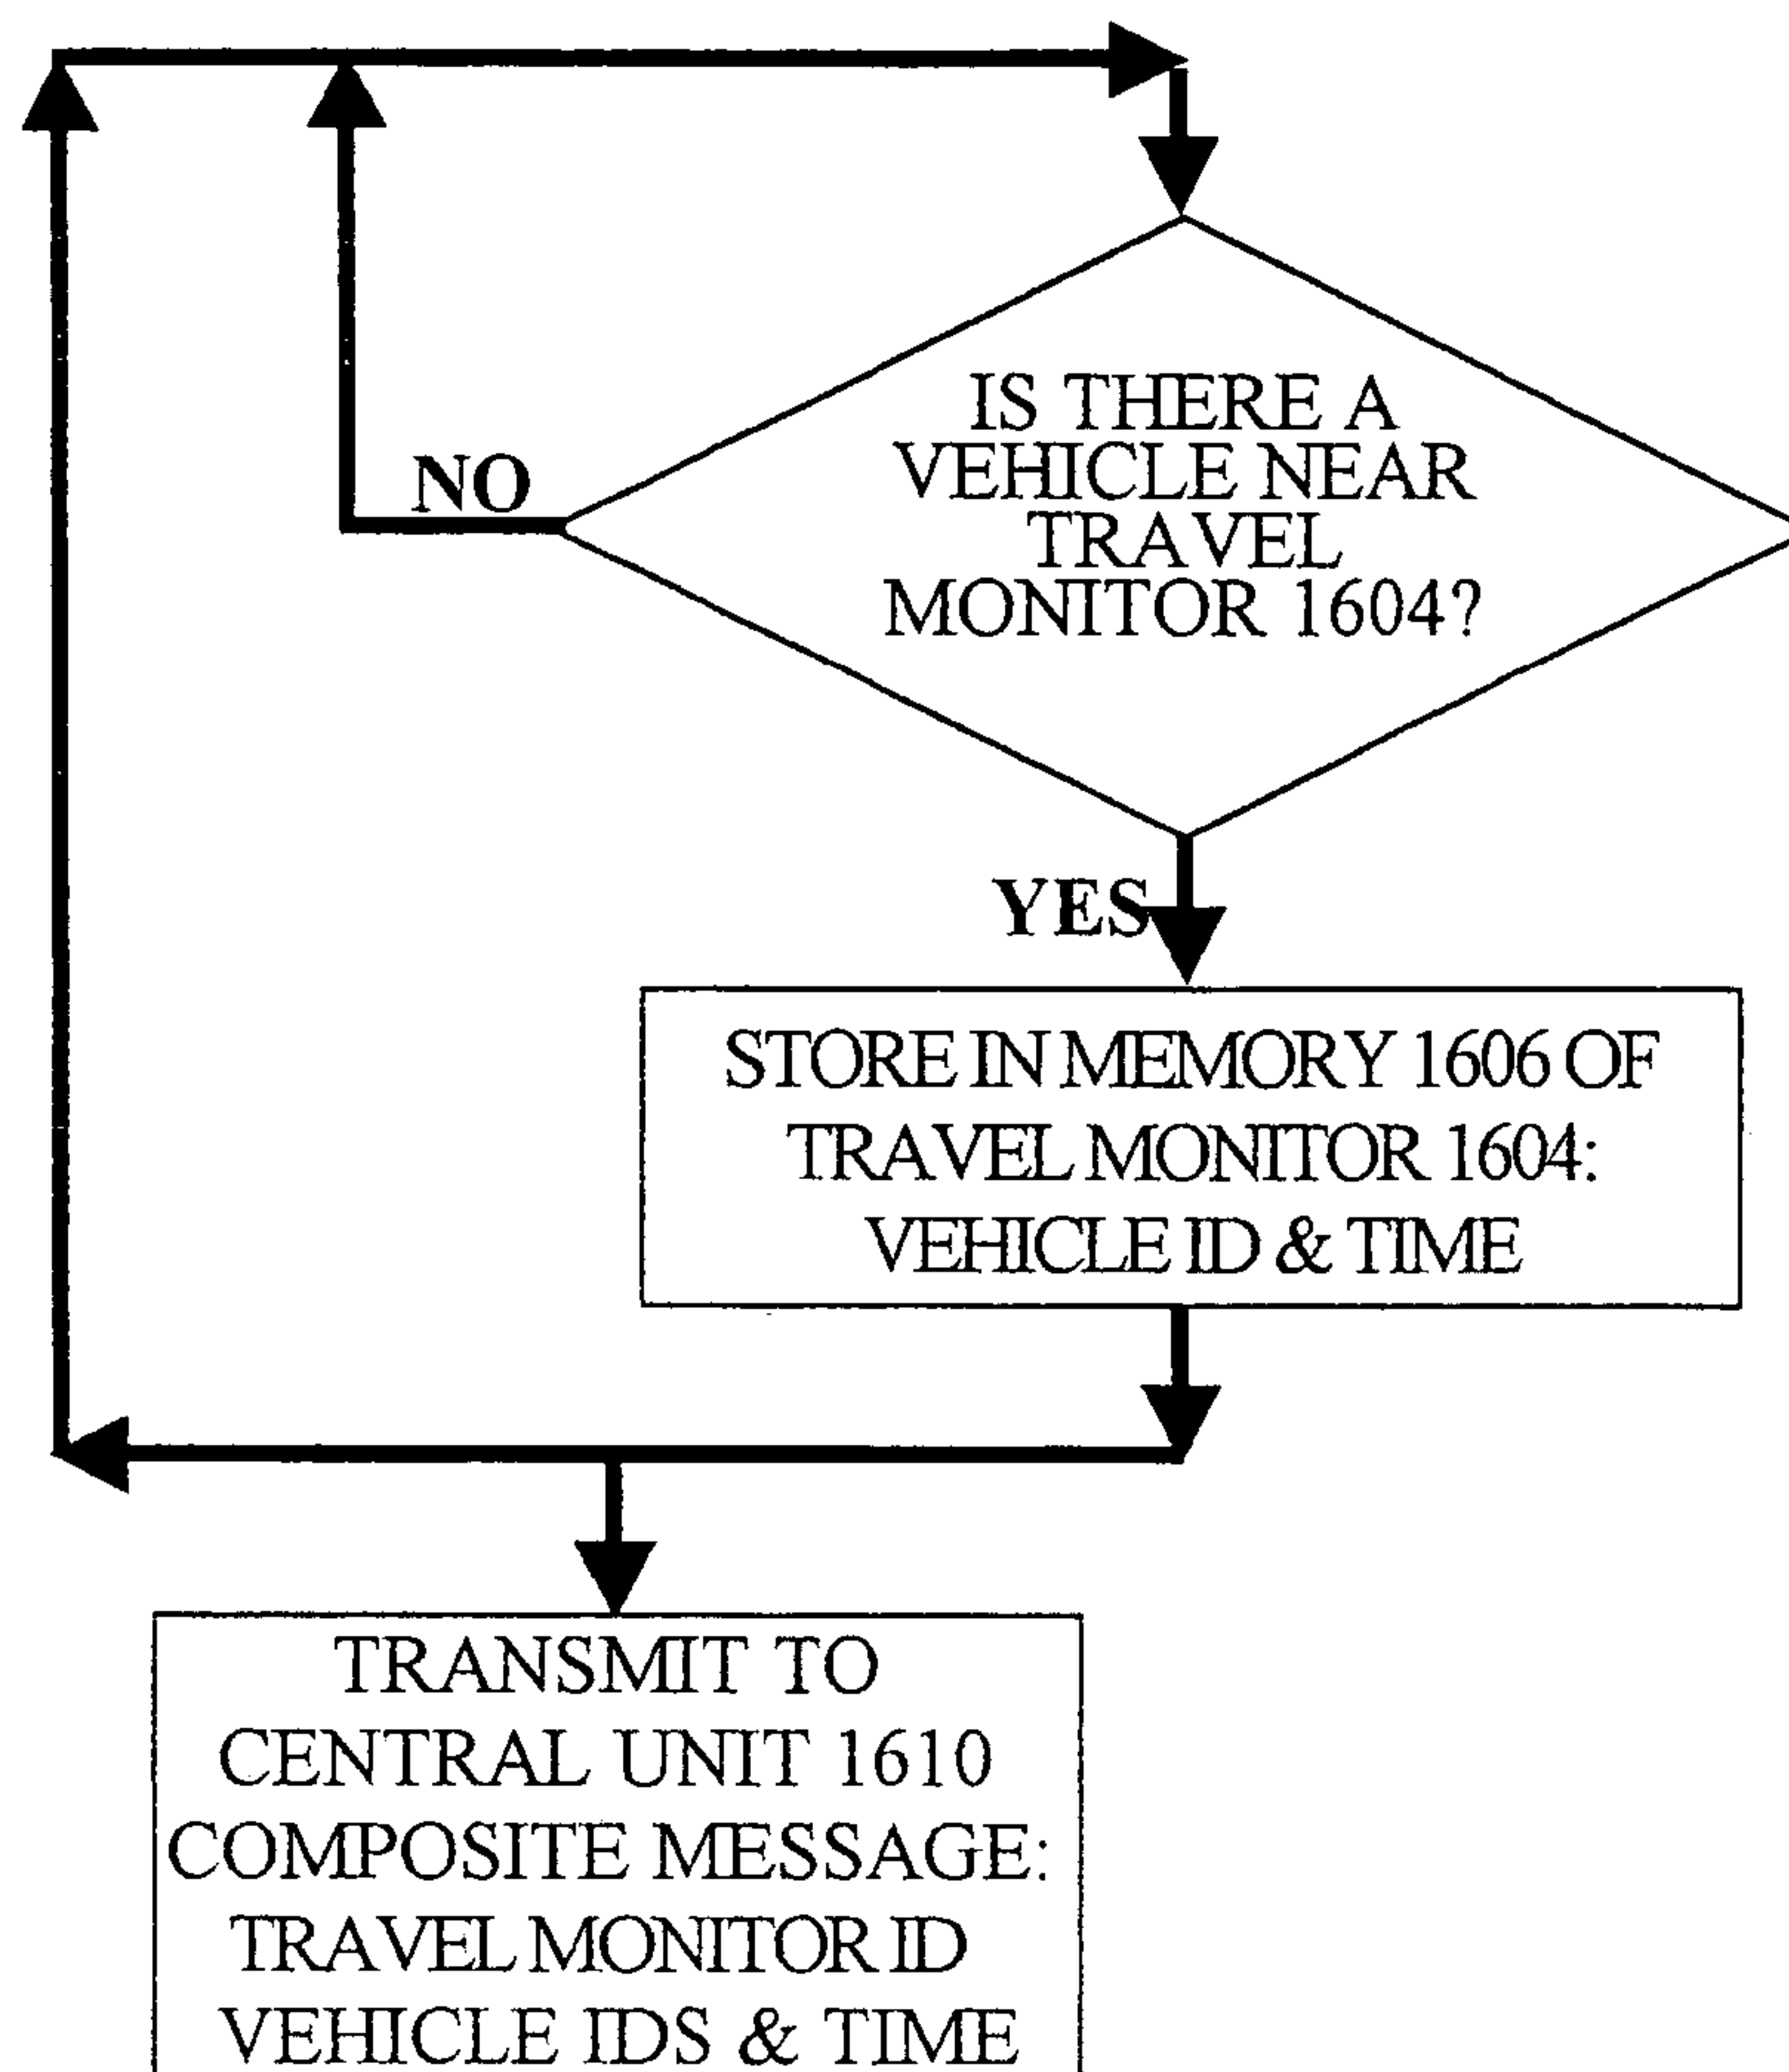 IS THERE A
VEHICLE NEAR
TRAVEL
MONITOR 1604?
NO
YES
STORE IN MEMORY 1606 OF
TRAVEL MONITOR 1604:
VEHICLE ID & TIME
TRANSMIT TO
CENTRAL UNIT 1610
COMPOSITE MESSAGE:
TRAVEL MONITOR ID
VEHICLE IDS & TIME